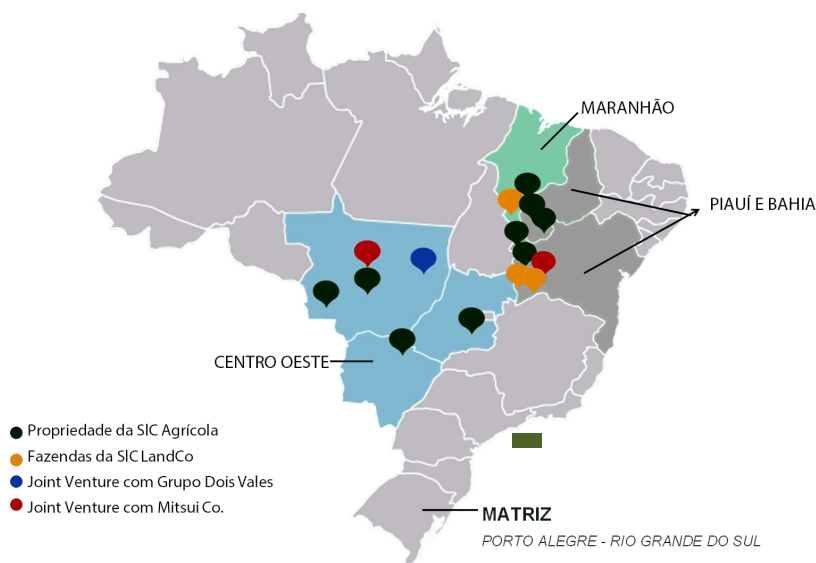 MARANHÃO
PIAUÍ E BAHIA
CENTRO OESTE
Propriedade da SIC Agrícola
Fazendas da SIC LandCo
Joint Venture com Grupo Dois Vales
Joint Venture com Mitsui Co.
MATRIZ
PORTO ALEGRE - RIO GRANDE DO SUL